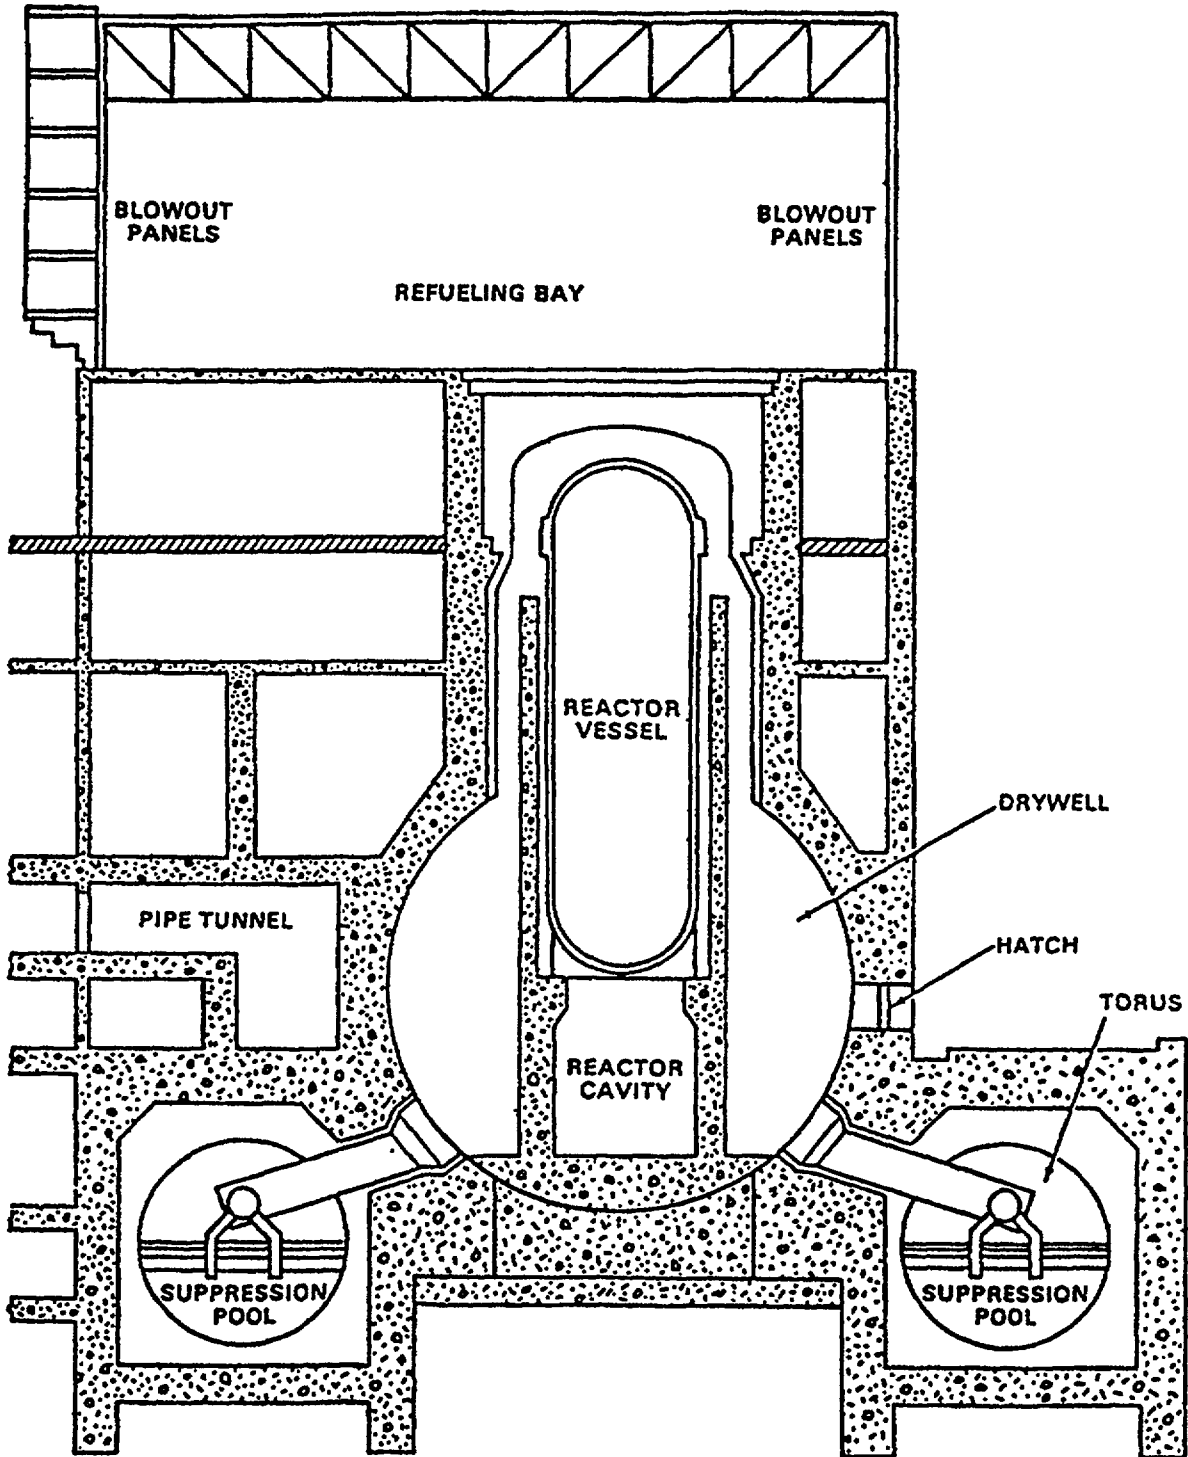 BLOWOUT
PANELS
BLOWOUT
PANELS
REFUELING BAY
REACTOR
VESSEL
DRYWELL
PIPE TUNNEL
HATCH
TORUS
REACTOR
CAVITY
SUPPRESSION
POOL
SUPPRESSION
POOL